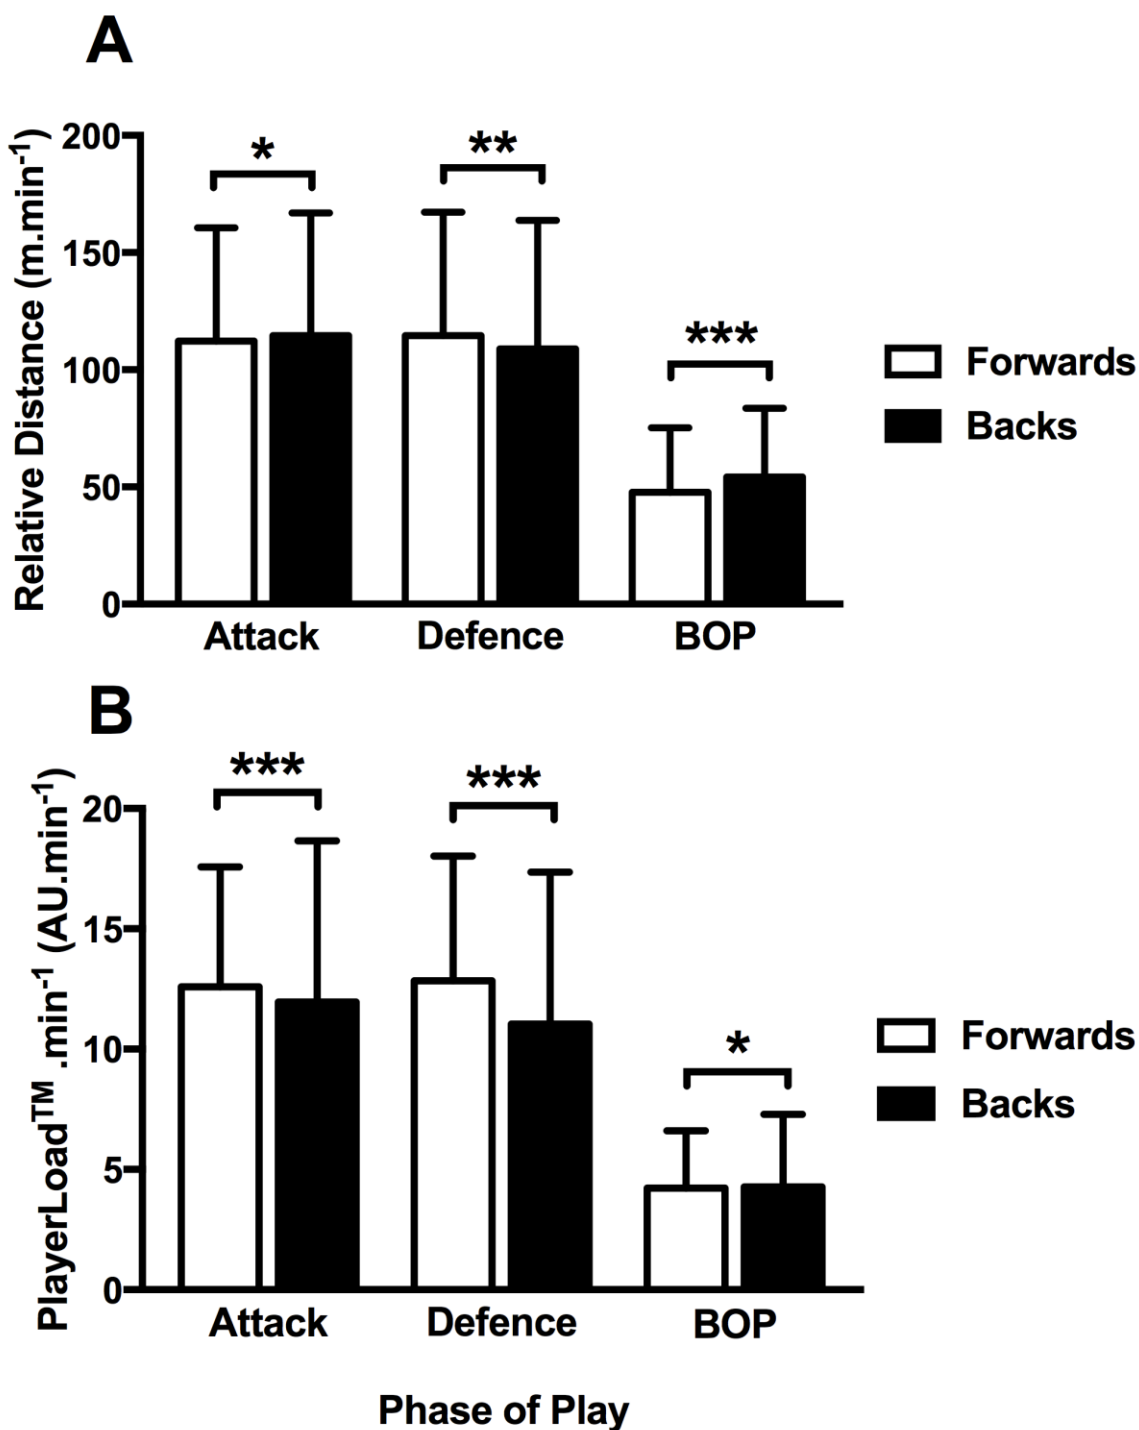 A
Relative Distance (m.min⁻¹)
200
150
100
50
0
*
**
***
Attack Defence BOP
Forwards
Backs
B
PlayerLoad™ .min⁻¹ (AU.min⁻¹)
20
15
10
5
0
***
***
*
Attack Defence BOP
Forwards
Backs
Phase of Play